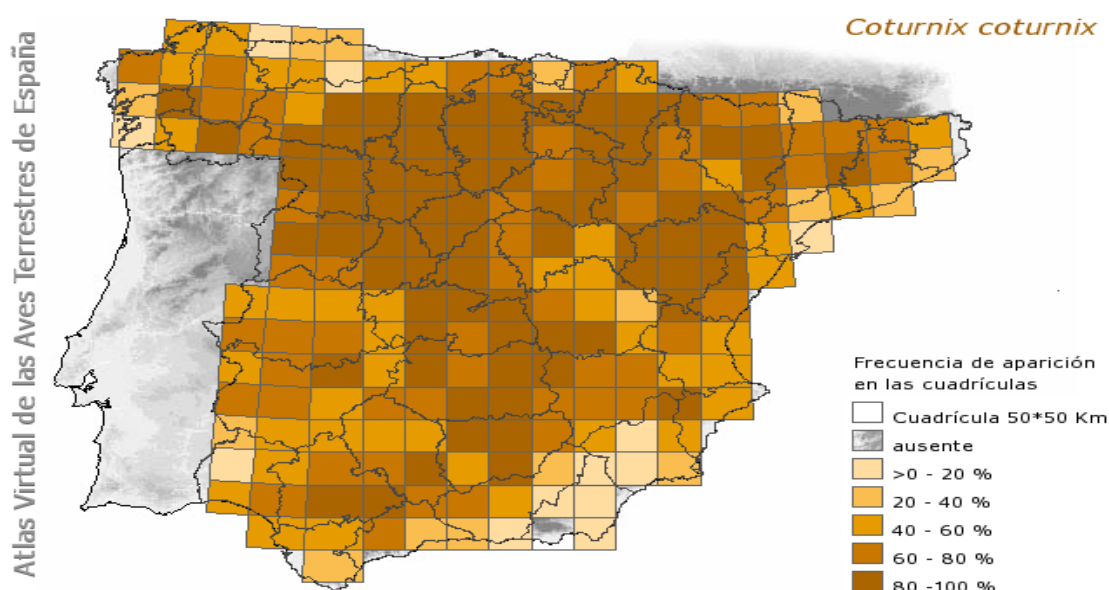 Atlas Virtual de las Aves Terrestres de España
Coturnix coturnix
Frecuencia de aparición
en las cuadrículas
Cuadrícula 50*50 Km
ausente
>0 - 20 %
20 - 40 %
40 - 60 %
60 - 80 %
80 -100 %